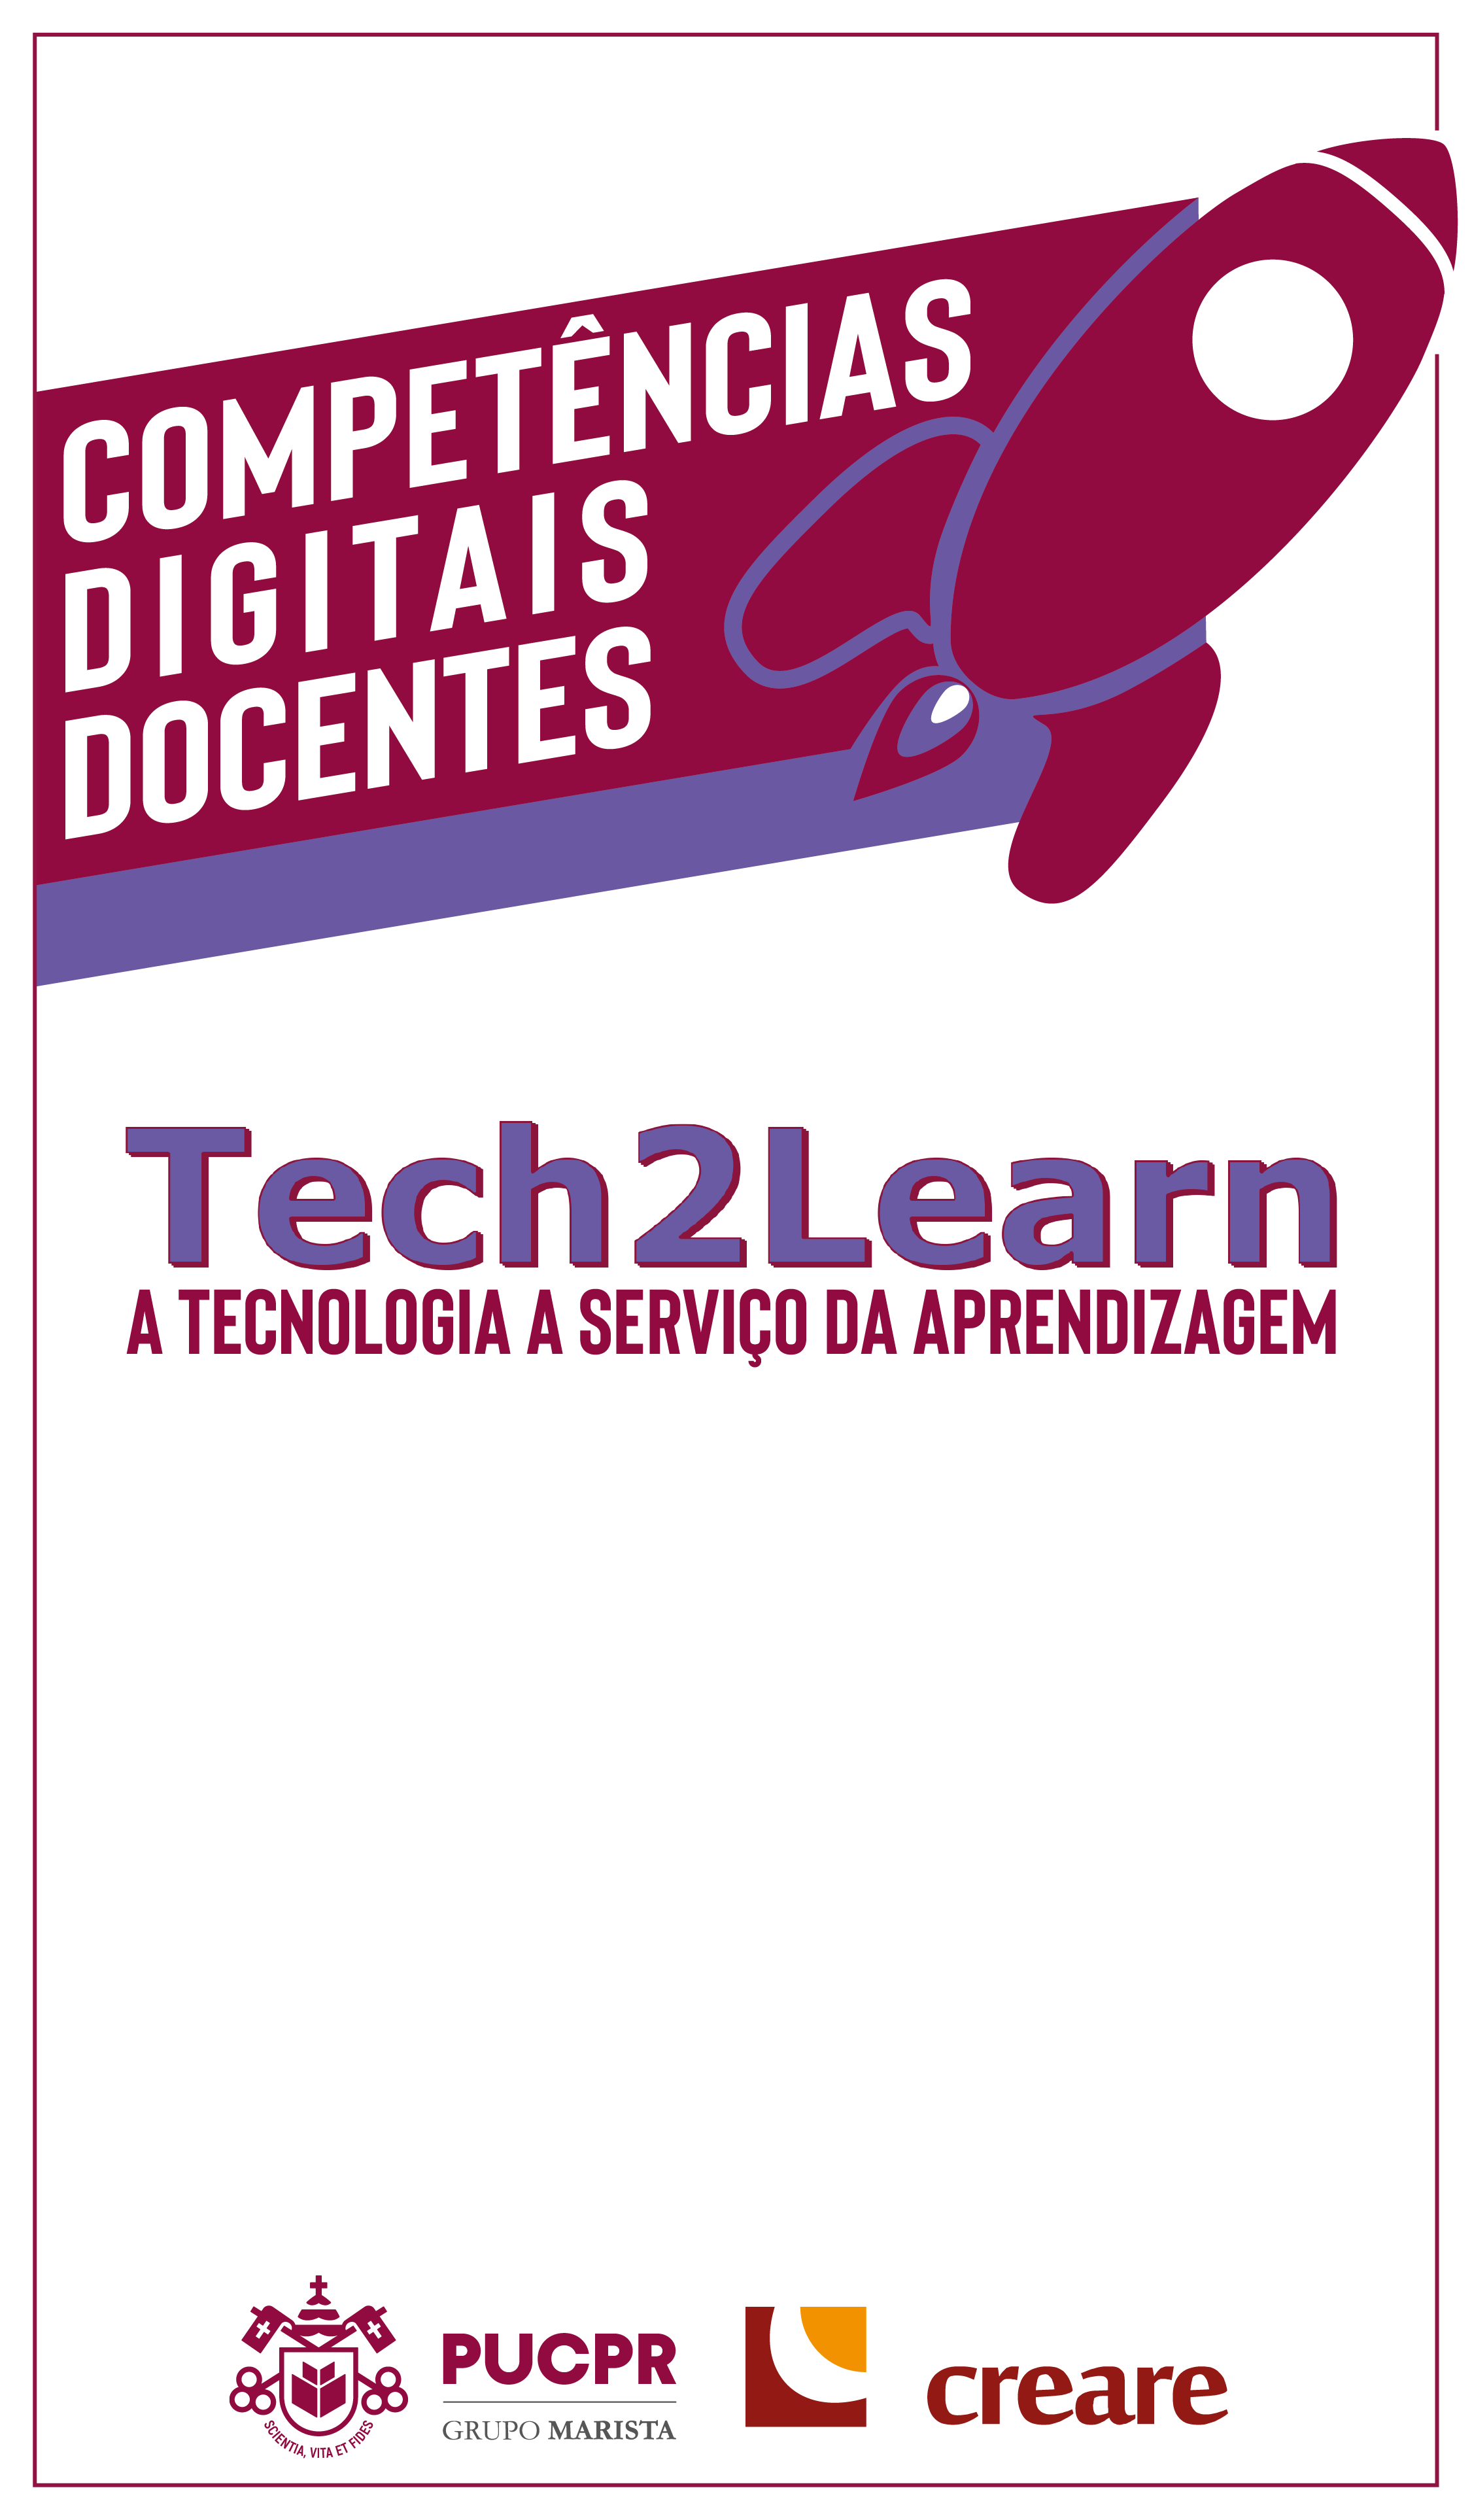 COMPETÊNCIAS
DIGITAIS
DOCENTES
Tech2Learn
A TECNOLOGIA A SERVIÇO DA APRENDIZAGEM
SCIENTIA, VITA ET FIDES
PUCPR
GRUPO MARISTA
creare